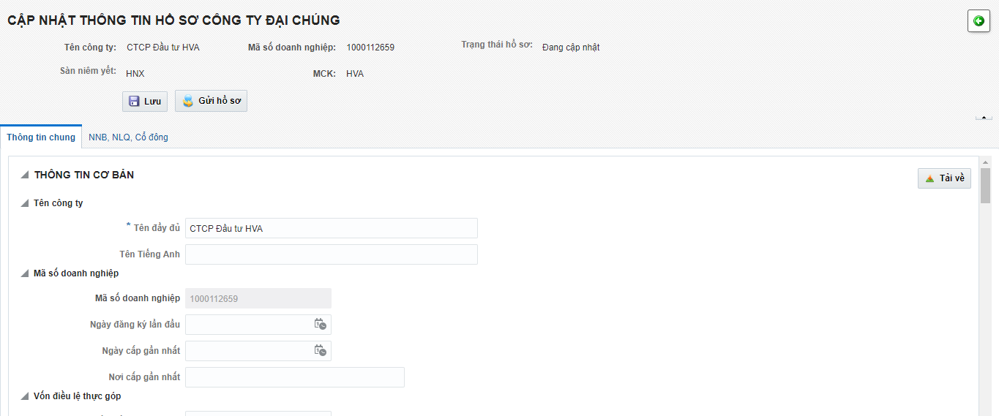 CẬP NHẬT THÔNG TIN HỒ SƠ CÔNG TY ĐẠI CHÚNG
Tên công ty: CTCP Đầu tư HVA Mã số doanh nghiệp: 1000112659 Trạng thái hồ sơ: Đang cập nhật
Sàn niêm yết: HNX MCK: HVA
Lưu Gửi hồ sơ
Thông tin chung NNB, NLQ, Cổ đông
THÔNG TIN CƠ BẢN Tải về
Tên công ty
* Tên đầy đủ CTCP Đầu tư HVA
Tên Tiếng Anh
Mã số doanh nghiệp
Mã số doanh nghiệp 1000112659
Ngày đăng ký lần đầu
Ngày cấp gần nhất
Nơi cấp gần nhất
Vốn điều lệ thực góp